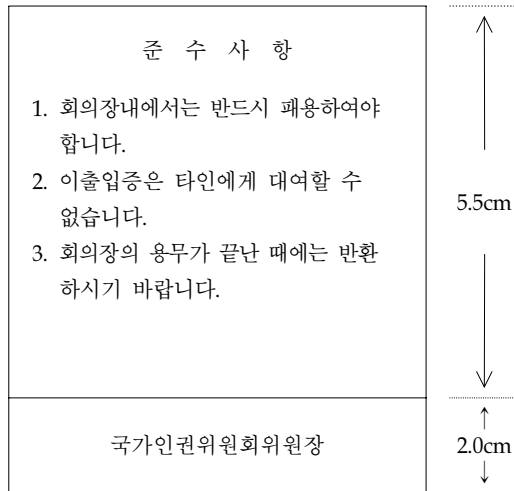 준 수 사 항
1. 회의장내에서는 반드시 패용하여야
합니다.
2. 이출입증은 타인에게 대여할 수
없습니다.
3. 회의장의 용무가 끝난 때에는 반환
하시기 바랍니다.
5.5cm
국가인권위원회위원장
2.0cm